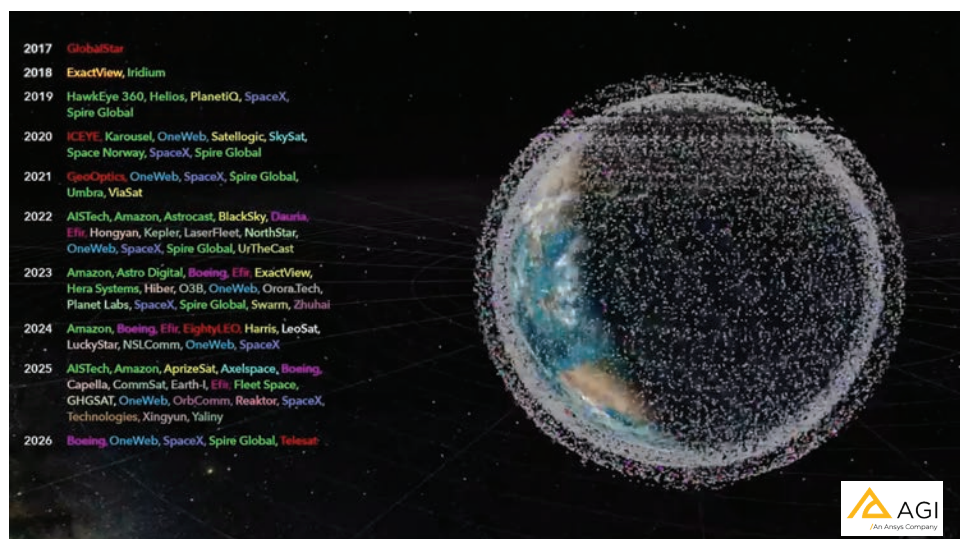 2017 GlobalStar
2018 ExactView, Iridium
2019 HawkEye 360, Helios, PlanetiQ, SpaceX,
Spire Global
2020 ICEYE, Karousel, OneWeb, Satellogic, SkySat,
Space Norway, SpaceX, Spire Global
2021 GeoOptics, OneWeb, SpaceX, Spire Global,
Umbra, ViaSat
2022 AISTech, Amazon, Astrocast, BlackSky, Dauria,
Efir, Hongyan, Kepler, LaserFleet, NorthStar,
OneWeb, SpaceX, Spire Global, UrTheCast
2023 Amazon, Astro Digital, Boeing, Efir, ExactView,
Hera Systems, Hiber, O3B, OneWeb, Orora.Tech,
Planet Labs, SpaceX, Spire Global, Swarm, Zhuhai
2024 Amazon, Boeing, Efir, EightyLEO, Harris, LeoSat,
LuckyStar, NSLComm, OneWeb, SpaceX
2025 AISTech, Amazon, AprizeSat, Axelspace, Boeing,
Capella, CommSat, Earth-I, Efir, Fleet Space,
GHGSAT, OneWeb, OrbComm, Reaktor, SpaceX,
Technologies, Xingyun, Yaliny
2026 Boeing, OneWeb, SpaceX, Spire Global, Telesat
AGI
/An Ansys Company